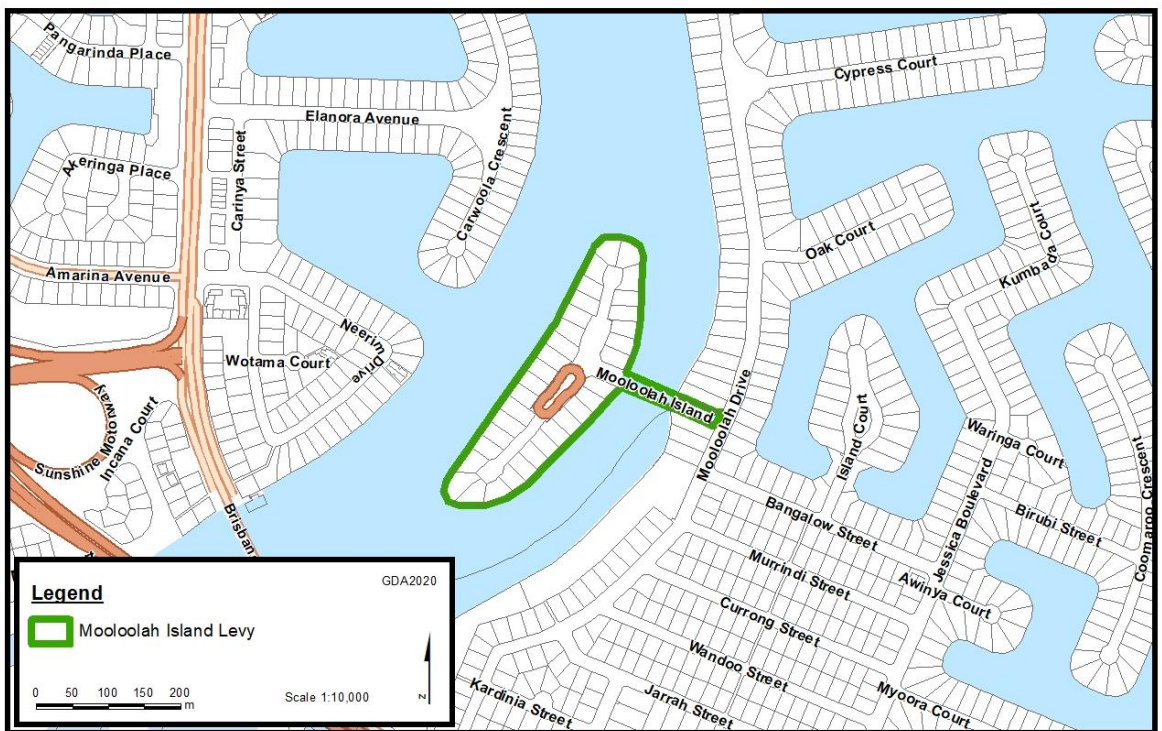 Pangarinda Place
Elanora Avenue
Cypress Court
Akeringa Place
Carinya Street
Carwoola Crescent
Oak Court
Kumbada Court
Amarina Avenue
Neerim Drive
Wotama Court
Mooloolah Island
Mooloolah Drive
Island Court
Waringa Court
Sunshine Motorway
Incana Court
Brisban
Bangalow Street
Jessica Boulevard
Birubi Street
Coomaroo Crescent
Murrindi Street
Awinya Court
Currong Street
Wandoo Street
Myoora Court
Kardinia Street
Jarrah Street
Legend
GDA2020
Mooloolah Island Levy
0 50 100 150 200
m
Scale 1:10,000
z